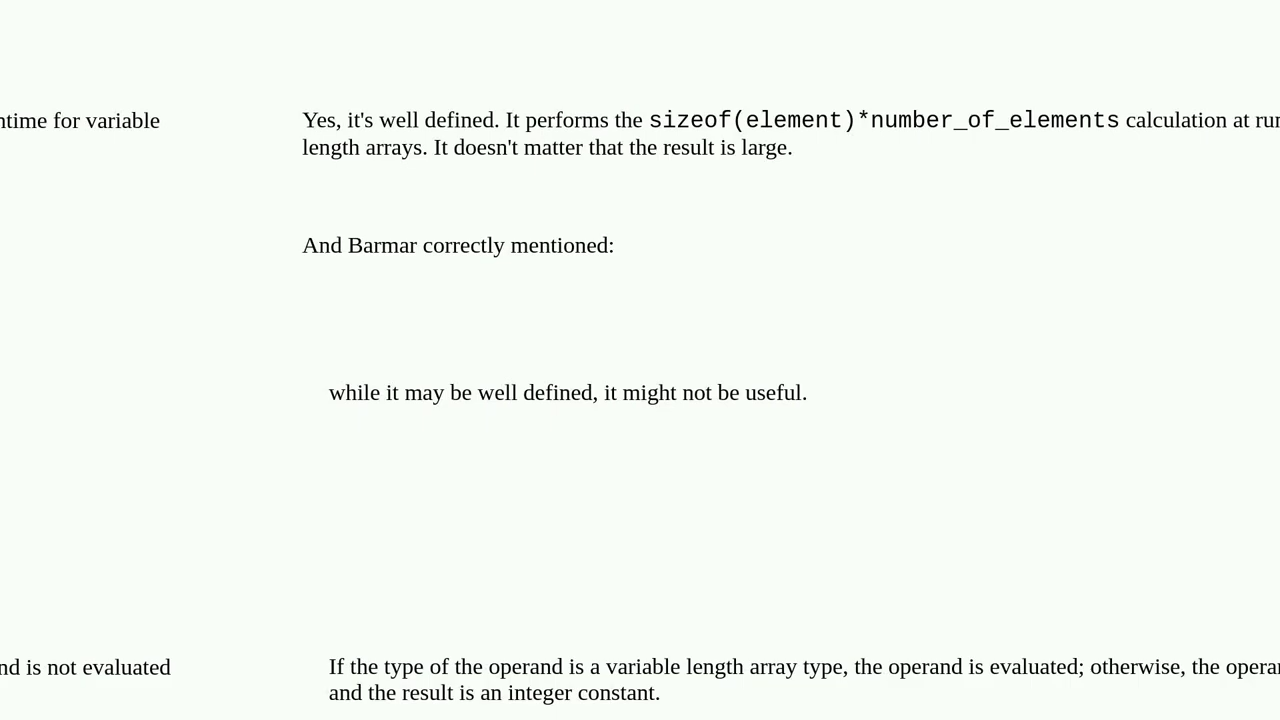 ntime for variable
Yes, it's well defined. It performs the sizeof(element)*number_of_elements calculation at run
length arrays. It doesn't matter that the result is large.
And Barmar correctly mentioned:
while it may be well defined, it might not be useful.
nd is not evaluated
If the type of the operand is a variable length array type, the operand is evaluated; otherwise, the opera
and the result is an integer constant.